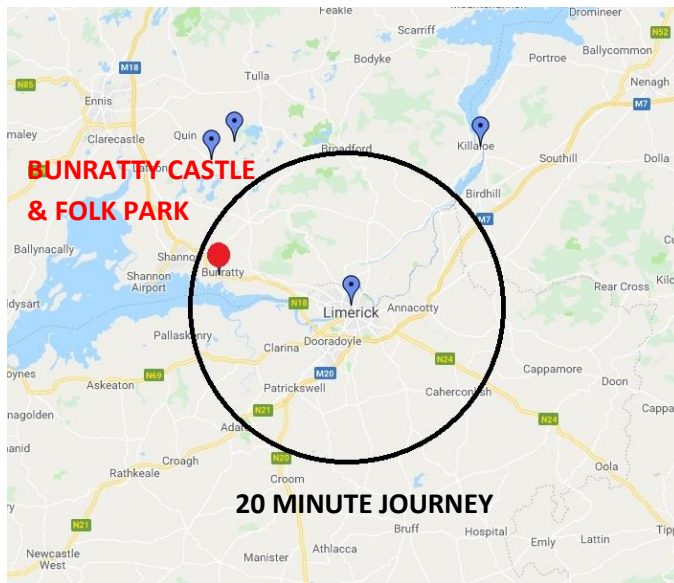 Feakle
Dromineer
Scarriff
N52
Ballycommon
Bodyke
Portroe
M18
Tulla
Nenagh
N85
Ennis
M7
Quin
Clarecastle
Killaloe
Broadford
Southill
Dolla
BUNRATTY CASTLE
& FOLK PARK
Birdhill
M7
Ballynacally
Shannon
Bunratty
Shannon
Airport
Rear Cross
N18
Limerick
Annacotty
Pallaskenry
Clarina
Dooradoyle
N24
N69
M20
Cappamore
Askeaton
Patrickswell
Doon
Caherconlish
N21
N24
Croagh
N20
Rathkeale
Croom
Oola
20 MINUTE JOURNEY
N21
Bruff
Hospital
Emly
Lattin
Athlacca
Newcastle
West
Manister